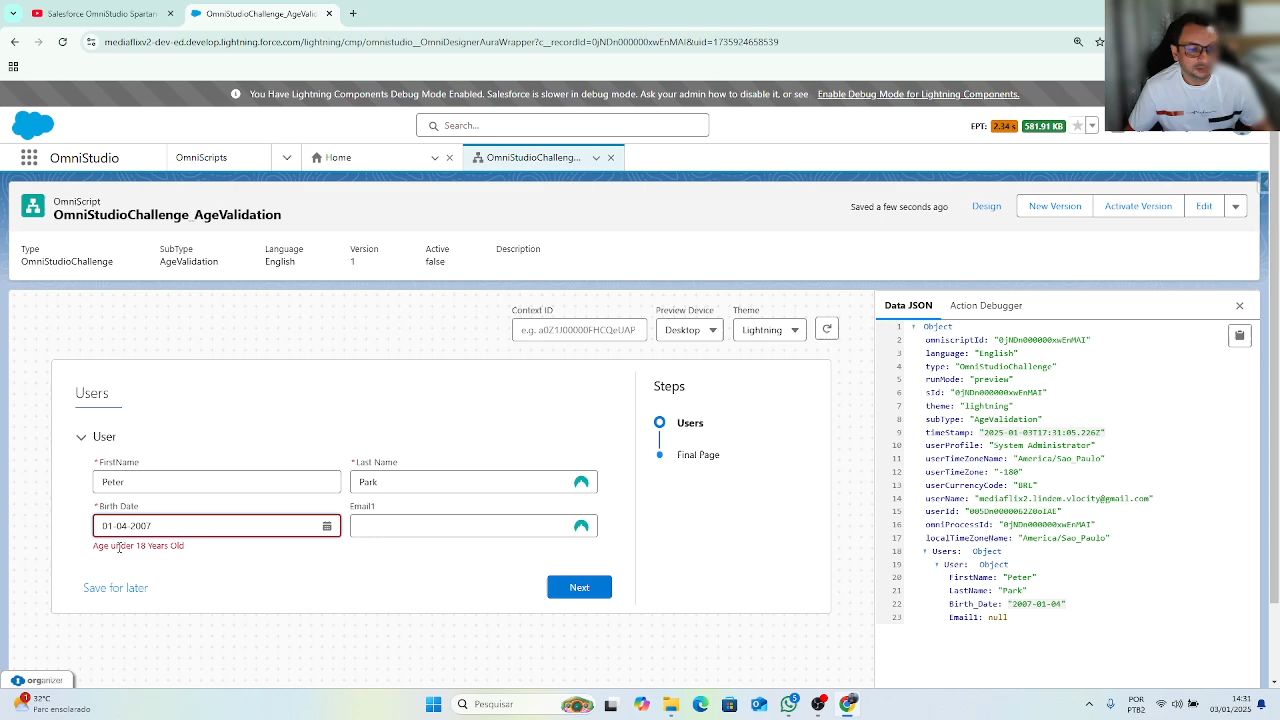 Salesforce OmniStudio Spartan
OmniStudioChallenge_AgeValid
mediaflix2-dev-ed.develop.lightning.force.com/lightning/cmp/omnistudio__OmniDesignerAuraWrapper?c__recordId=0jNDn000000xwEnMAI&uid=1735924658539
You Have Lightning Components Debug Mode Enabled. Salesforce is slower in debug mode. Ask your admin how to disable it, or see Enable Debug Mode for Lightning Components.
Search...
EPT: 2.34 s 581.91 KB
OmniStudio
OmniScripts
Home
OmniStudioChalleng...
OmniScript
OmniStudioChallenge_AgeValidation
Saved a few seconds ago
Design
New Version
Activate Version
Edit
Type SubType Language Version Active Description
OmniStudioChallenge AgeValidation English 1 false
Context ID Preview Device Theme
e.g. a0Z1J00000FHCQeUAP Desktop Lightning
Users
User
*FirstName *Last Name
Peter Park
*Birth Date Email1
01-04-2007
Age under 18 Years Old
Save for later
Next
Steps
Users
Final Page
Data JSON Action Debugger
1 Object
2 omniscriptId: "0jNDn000000xwEnMAI"
3 language: "English"
4 type: "OmniStudioChallenge"
5 runMode: "preview"
6 sId: "0jNDn000000xwEnMAI"
7 theme: "lightning"
8 subType: "AgeValidation"
9 timeStamp: "2025-01-03T17:31:05.226Z"
10 userProfile: "System Administrator"
11 userTimeZoneName: "America/Sao_Paulo"
12 userTimeZone: "-180"
13 userCurrencyCode: "BRL"
14 userName: "mediaflix2.lindem.vlocity@gmail.com"
15 userId: "005Dn0000062Z0oIAE"
16 omniProcessId: "0jNDn000000xwEnMAI"
17 localTimeZoneName: "America/Sao_Paulo"
18 Users: Object
19 User: Object
20 FirstName: "Peter"
21 LastName: "Park"
22 Birth_Date: "2007-01-04"
23 Email1: null
organizer
1
32°C
Parc ensolarado
Pesquisar
5
POR
PTB2
14:31
03/01/2025